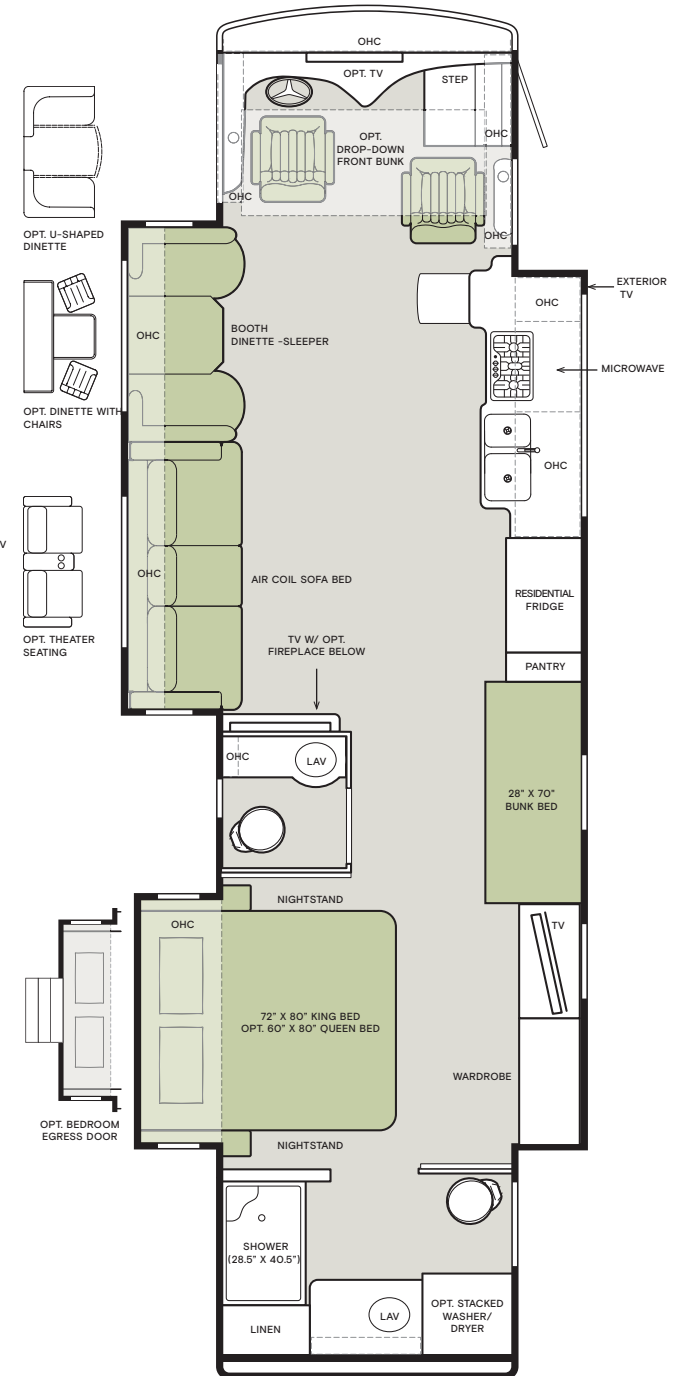 OHC
OPT. TV
STEP
OPT.
DROP-DOWN
FRONT BUNK
OHC
OHC
OHC
OPT. U-SHAPED
DINETTE
EXTERIOR
TV
OHC
BOOTH
DINETTE -SLEEPER
OHC
MICROWAVE
OPT. DINETTE WITH
CHAIRS
OHC
V
OHC
AIR COIL SOFA BED
RESIDENTIAL
FRIDGE
OPT. THEATER
SEATING
TV W/ OPT.
FIREPLACE BELOW
PANTRY
OHC
LAV
28" X 70"
BUNK BED
NIGHTSTAND
OHC
TV
72" X 80" KING BED
OPT. 60" X 80" QUEEN BED
WARDROBE
OPT. BEDROOM
EGRESS DOOR
NIGHTSTAND
SHOWER
(28.5" X 40.5")
LINEN
LAV
OPT. STACKED
WASHER/
DRYER